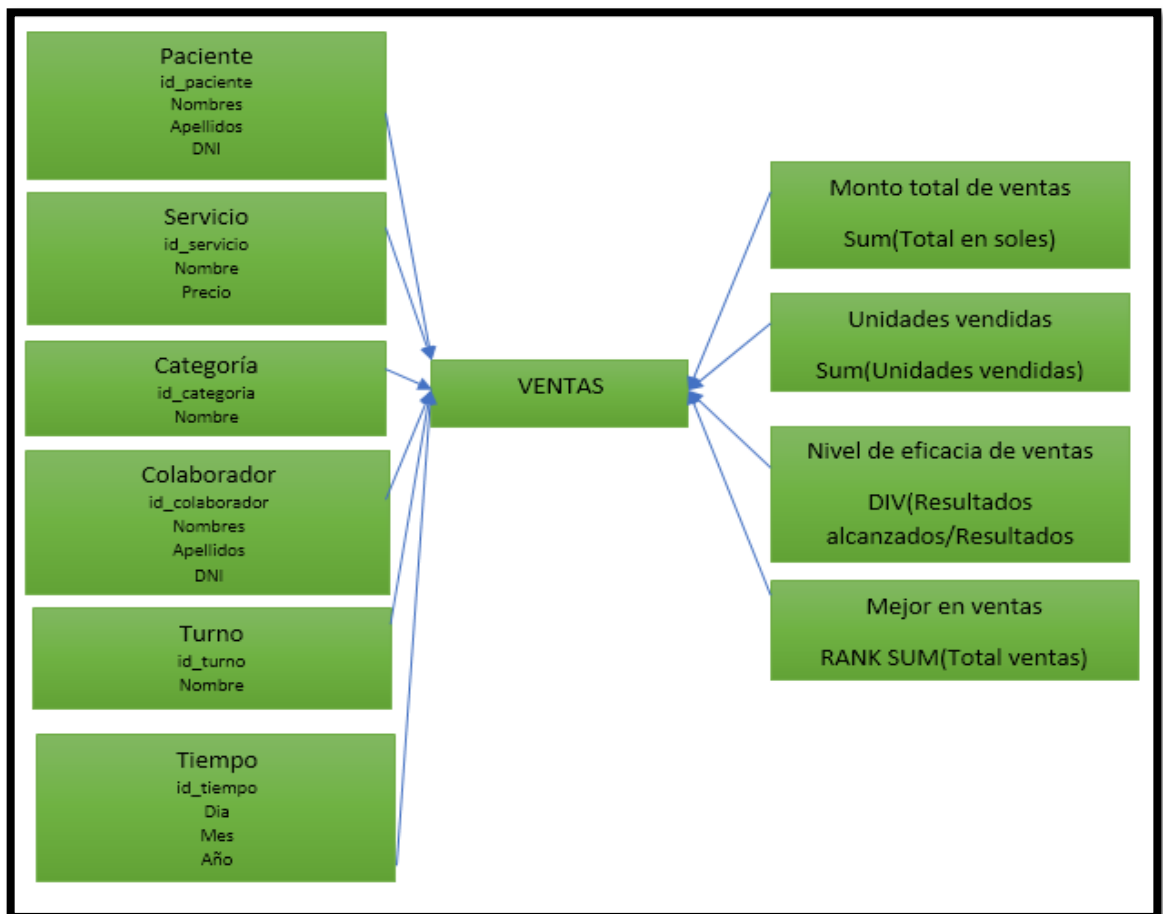 Paciente
id_paciente
Nombres
Apellidos
DNI
Servicio
id_servicio
Nombre
Precio
Categoría
id_categoria
Nombre
Colaborador
id_colaborador
Nombres
Apellidos
DNI
Turno
id_turno
Nombre
Tiempo
id_tiempo
Dia
Mes
Año
VENTAS
Monto total de ventas
Sum(Total en soles)
Unidades vendidas
Sum(Unidades vendidas)
Nivel de eficacia de ventas
DIV(Resultados
alcanzados/Resultados
Mejor en ventas
RANK SUM(Total ventas)